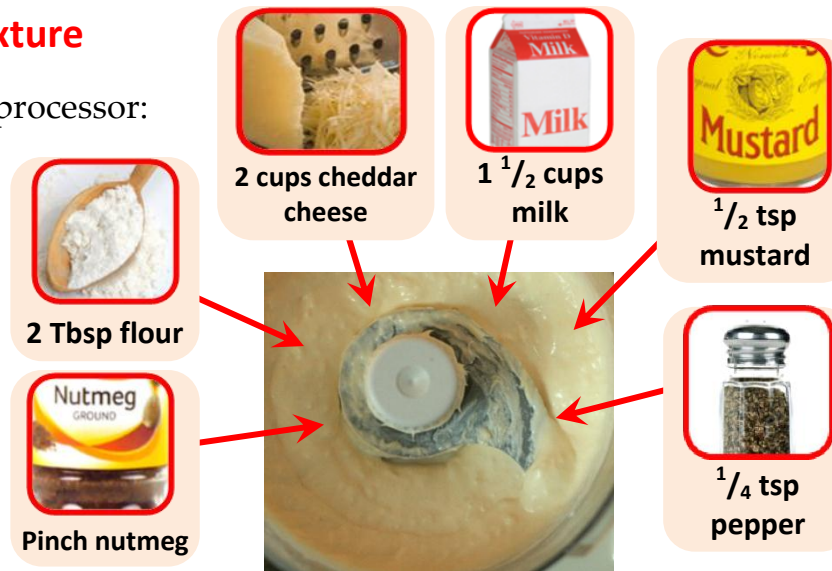 xture
processor:
2 cups cheddar
cheese
Vitamin D
Milk
Milk
1 1/2 cups
milk
Norwich
Mustard
1/2 tsp
mustard
2 Tbsp flour
Nutmeg
GROUND
Pinch nutmeg
1/4 tsp
pepper